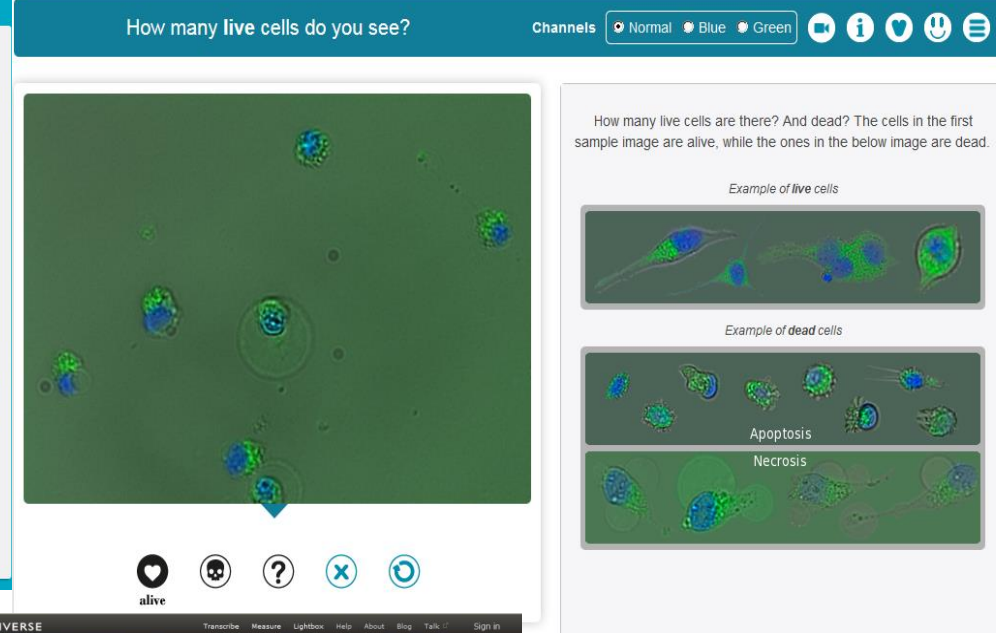 How many live cells do you see?
Channels Normal Blue Green
How many live cells are there? And dead? The cells in the first
sample image are alive, while the ones in the below image are dead.
Example of live cells
Example of dead cells
Apoptosis
Necrosis
?
alive
IVERSE Transcribe Measure Lightbox Help About Blog Talk Sign in